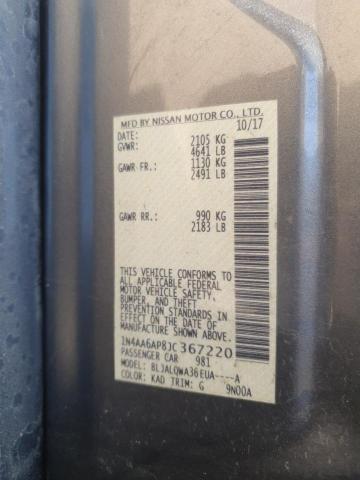 MFD BY NISSAN MOTOR CO., LTD.
DATE: 10/17
GVWR: 2105 KG
4641 LB
GAWR FR.: 1130 KG
2491 LB
GAWR RR.: 990 KG
2183 LB
THIS VEHICLE CONFORMS TO
ALL APPLICABLE FEDERAL
MOTOR VEHICLE SAFETY,
BUMPER, AND THEFT
PREVENTION STANDARDS IN
EFFECT ON THE DATE OF
MANUFACTURE SHOWN ABOVE.
1N4AA6AP8JC367220
PASSENGER CAR 981
MODEL: BLJALQWA36EUA----A
COLOR: KAD TRIM: G 9N00A